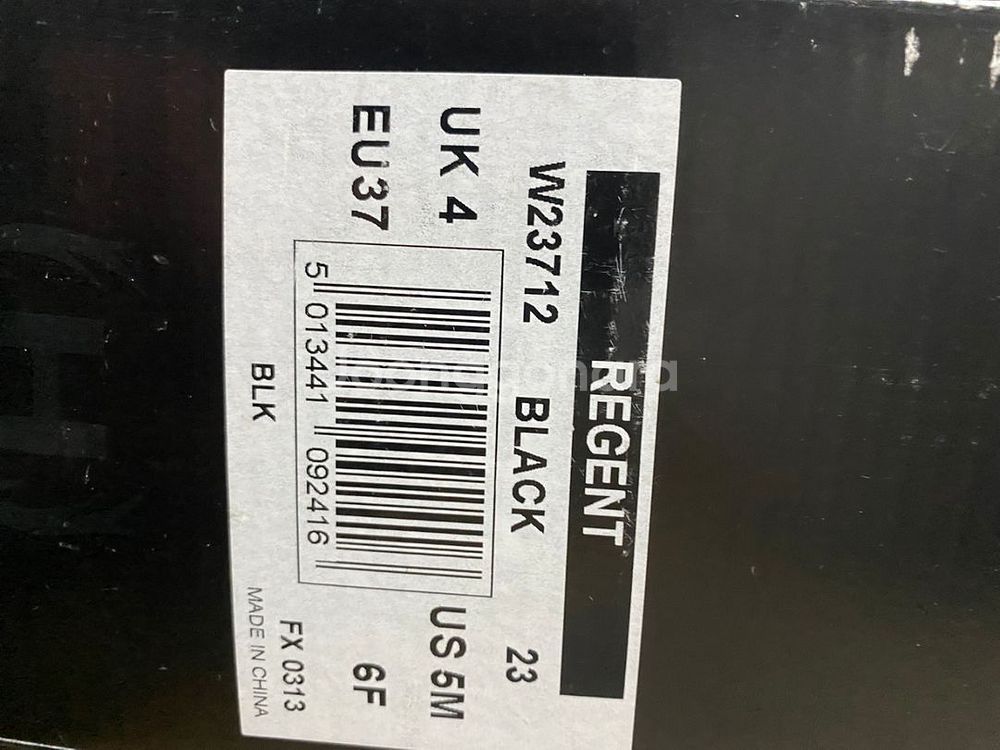 REGENT
W23712 BLACK 23
UK 4 US 5M
EU37 6F
5 013441 092416
FX 0313
BLK MADE IN CHINA